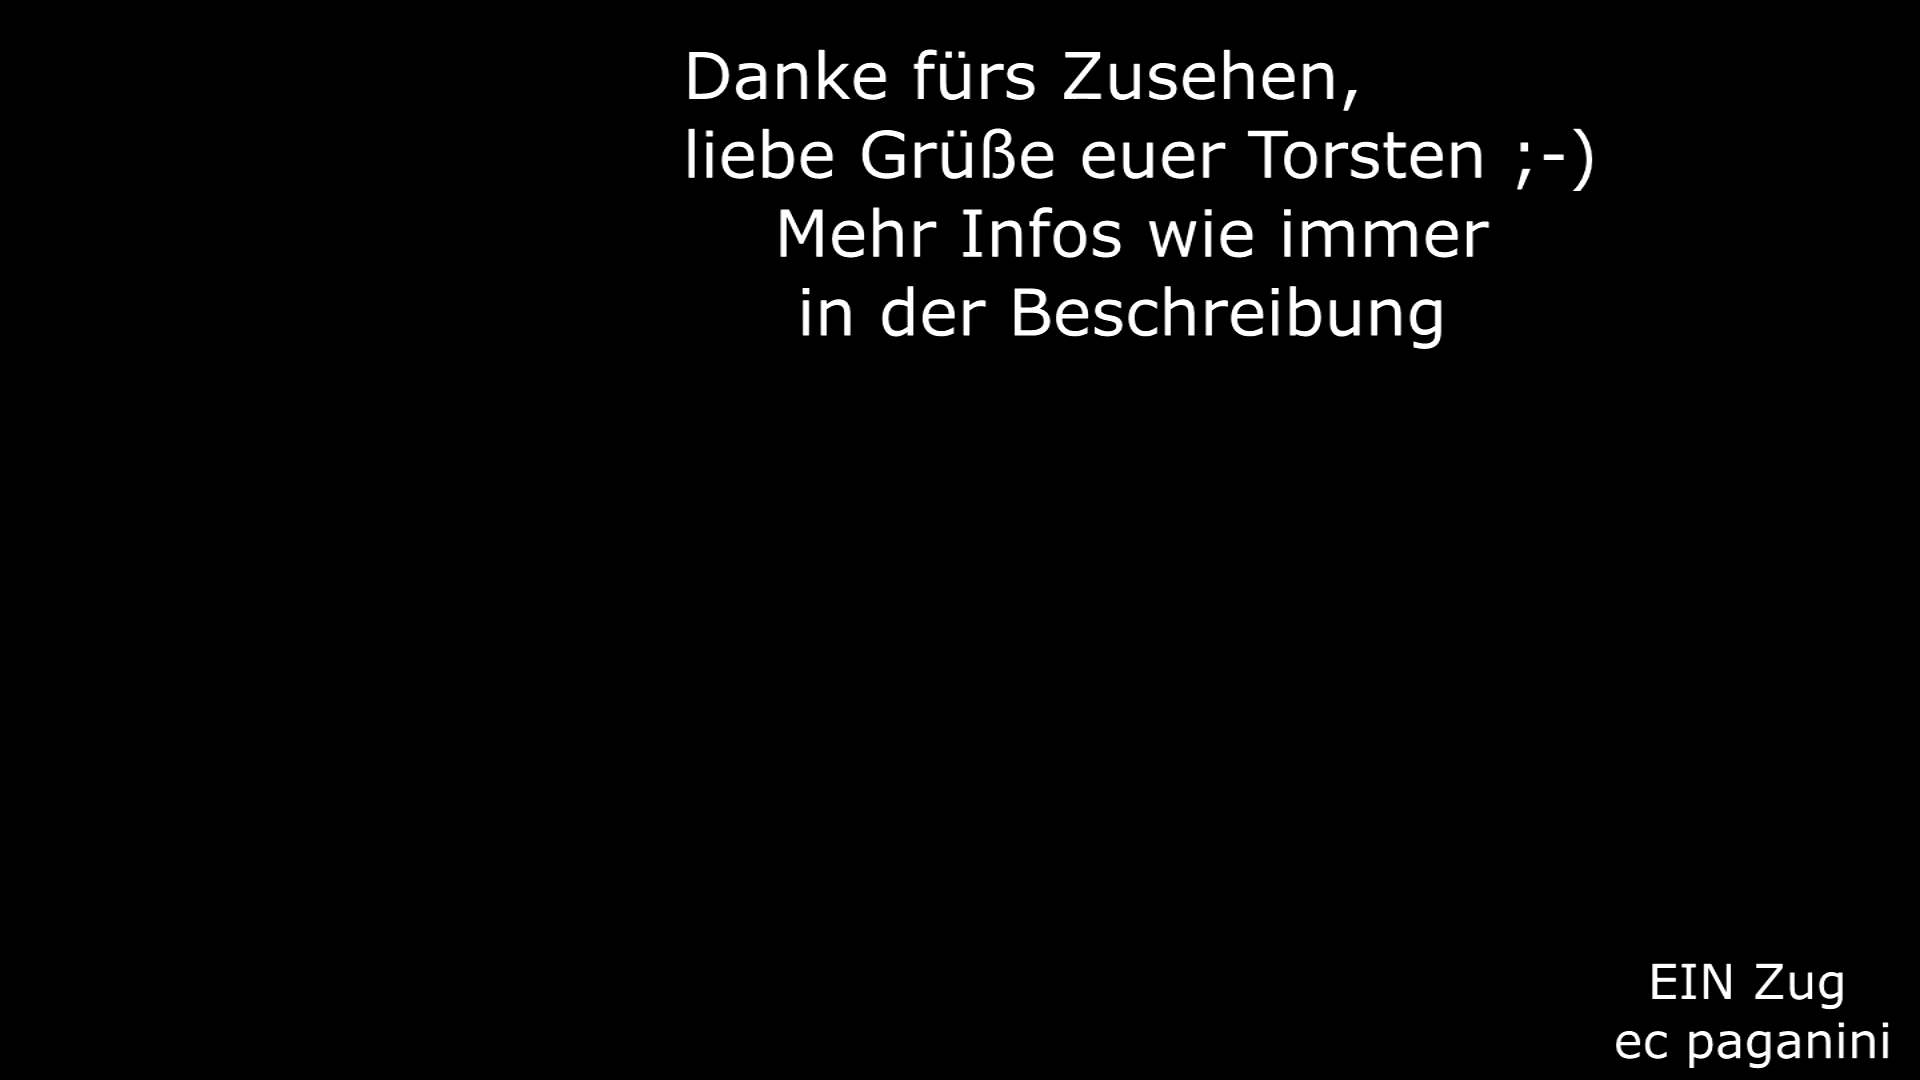 Danke fürs Zusehen,
liebe Grüße euer Torsten ;-)
Mehr Infos wie immer
in der Beschreibung
EIN Zug
ec paganini